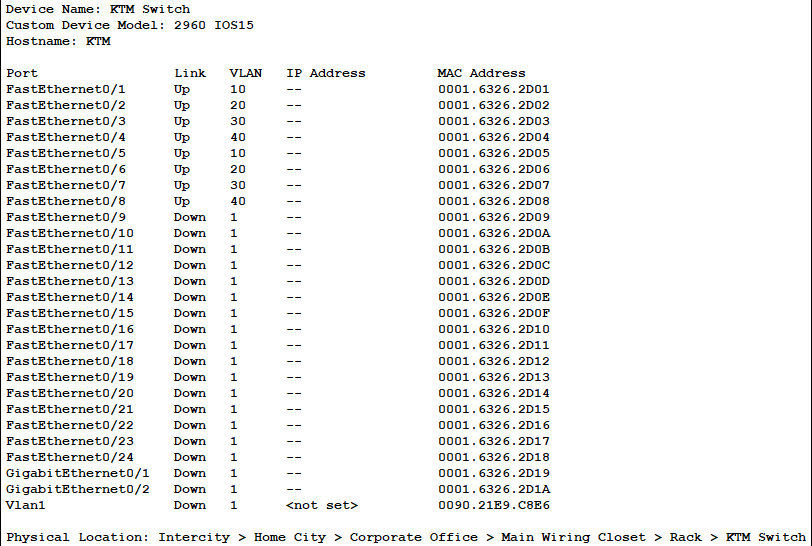 Device Name: KTM Switch
Custom Device Model: 2960 IOS15
Hostname: KTM
Port Link VLAN IP Address MAC Address
FastEthernet0/1 Up 10 -- 0001.6326.2D01
FastEthernet0/2 Up 20 -- 0001.6326.2D02
FastEthernet0/3 Up 30 -- 0001.6326.2D03
FastEthernet0/4 Up 40 -- 0001.6326.2D04
FastEthernet0/5 Up 10 -- 0001.6326.2D05
FastEthernet0/6 Up 20 -- 0001.6326.2D06
FastEthernet0/7 Up 30 -- 0001.6326.2D07
FastEthernet0/8 Up 40 -- 0001.6326.2D08
FastEthernet0/9 Down 1 -- 0001.6326.2D09
FastEthernet0/10 Down 1 -- 0001.6326.2D0A
FastEthernet0/11 Down 1 -- 0001.6326.2D0B
FastEthernet0/12 Down 1 -- 0001.6326.2D0C
FastEthernet0/13 Down 1 -- 0001.6326.2D0D
FastEthernet0/14 Down 1 -- 0001.6326.2D0E
FastEthernet0/15 Down 1 -- 0001.6326.2D0F
FastEthernet0/16 Down 1 -- 0001.6326.2D10
FastEthernet0/17 Down 1 -- 0001.6326.2D11
FastEthernet0/18 Down 1 -- 0001.6326.2D12
FastEthernet0/19 Down 1 -- 0001.6326.2D13
FastEthernet0/20 Down 1 -- 0001.6326.2D14
FastEthernet0/21 Down 1 -- 0001.6326.2D15
FastEthernet0/22 Down 1 -- 0001.6326.2D16
FastEthernet0/23 Down 1 -- 0001.6326.2D17
FastEthernet0/24 Down 1 -- 0001.6326.2D18
GigabitEthernet0/1 Down 1 -- 0001.6326.2D19
GigabitEthernet0/2 Down 1 -- 0001.6326.2D1A
Vlan1 Down 1 <not set> 0090.21E9.C8E6
Physical Location: Intercity > Home City > Corporate Office > Main Wiring Closet > Rack > KTM Switch